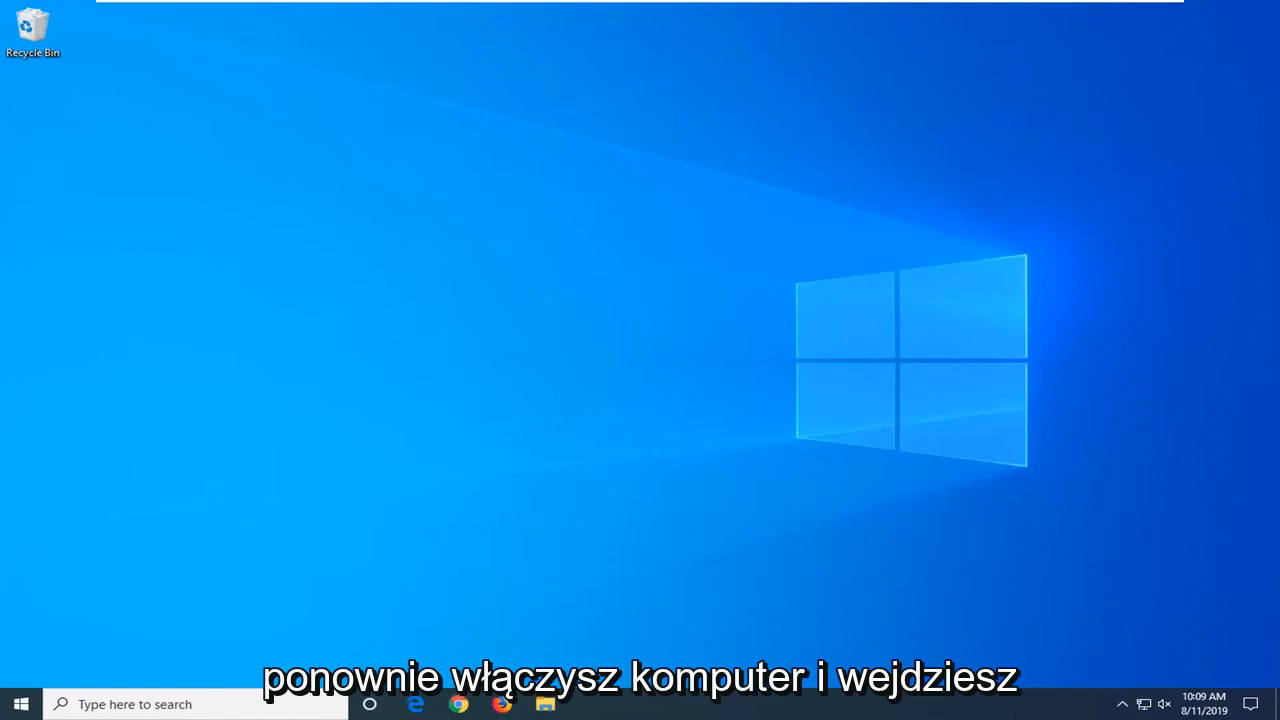 Recycle Bin
ponownie włączysz komputer i wejdziesz
Type here to search
10:09 AM
8/11/2019